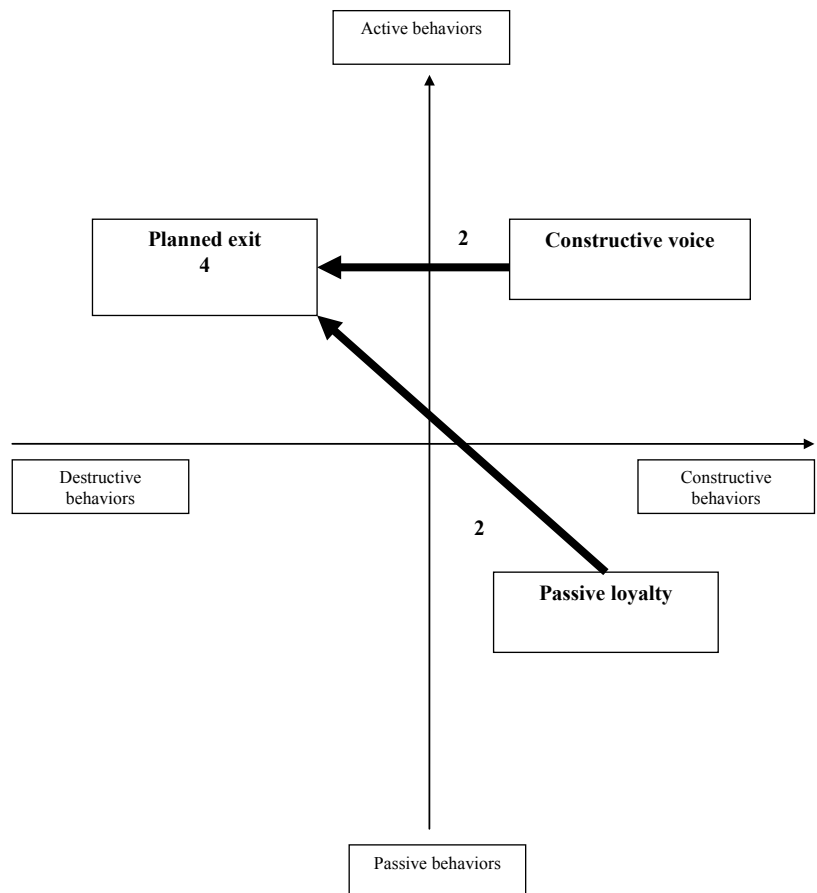 Active behaviors
Planned exit
4
2
Constructive voice
Destructive
behaviors
Constructive
behaviors
2
Passive loyalty
Passive behaviors